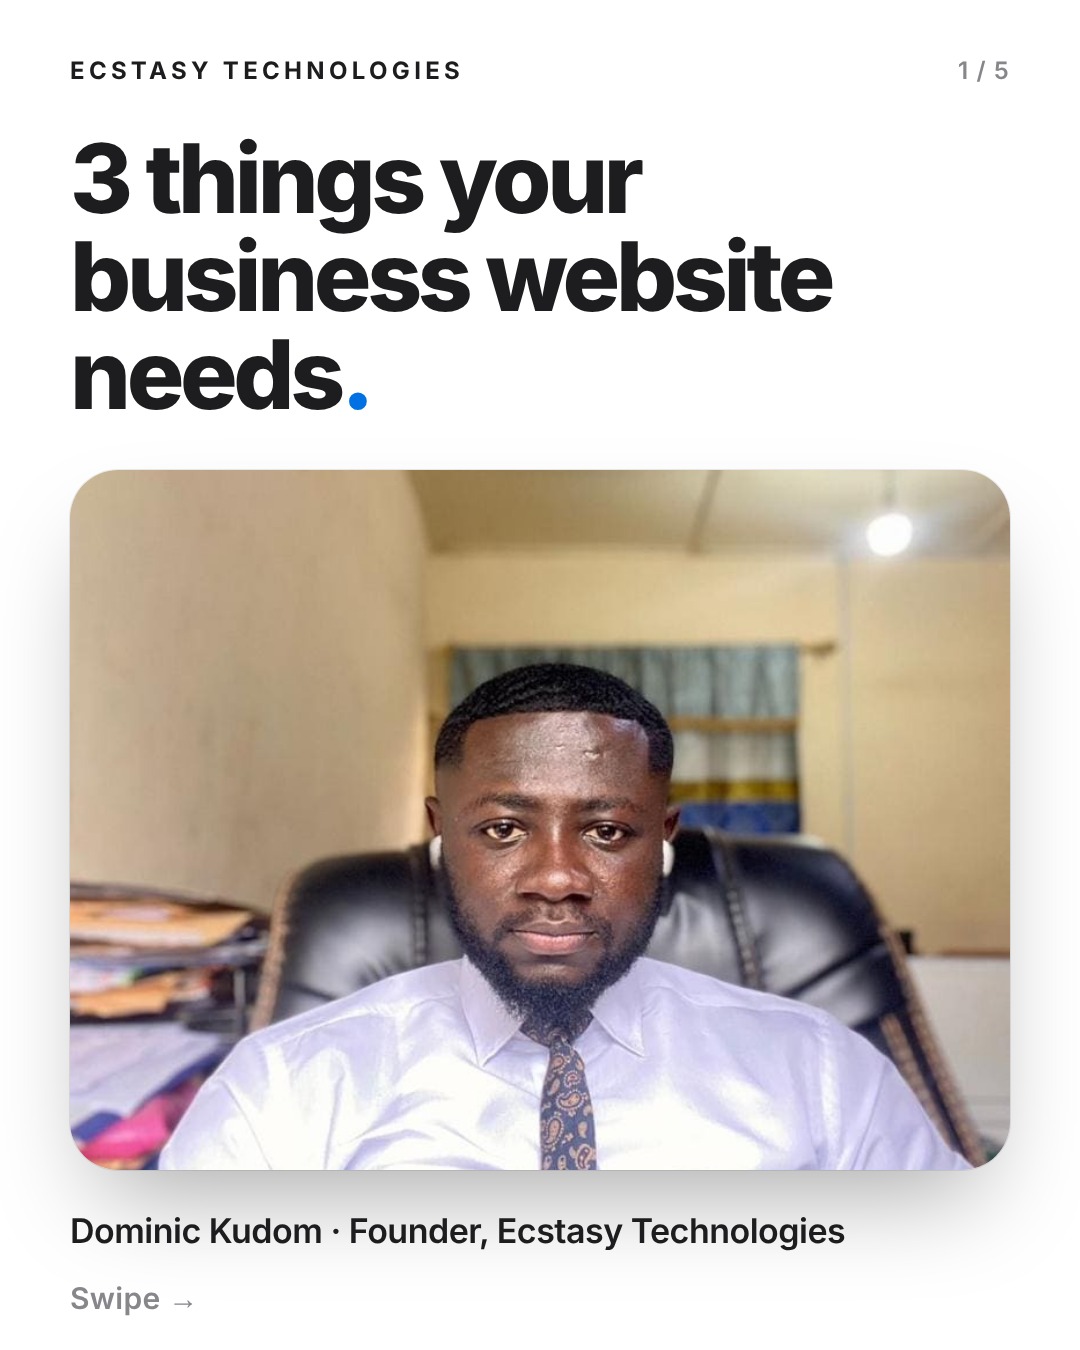 ECSTASY TECHNOLOGIES
1 / 5
3 things your
business website
needs.
Dominic Kudom · Founder, Ecstasy Technologies
Swipe →